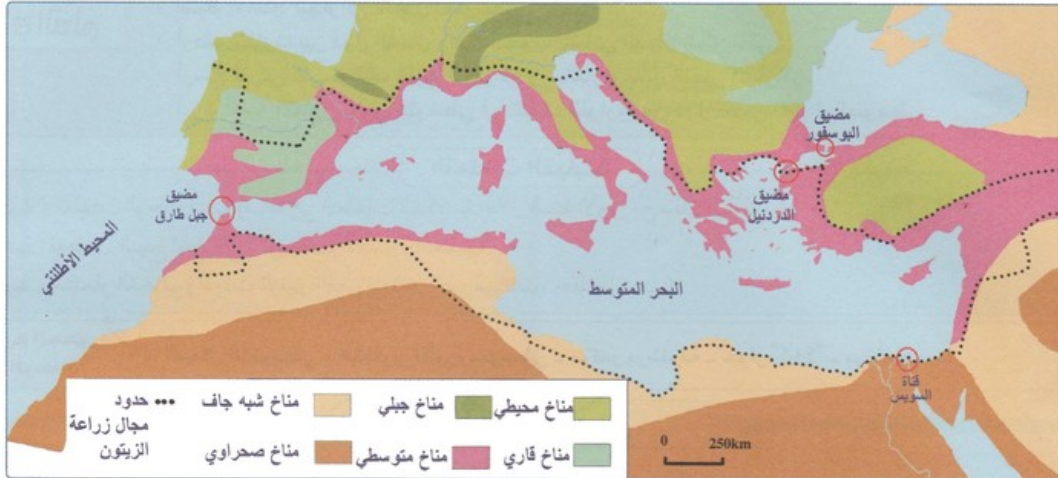 مضيق
البوسفور
مضيق
الدردنيل
مضيق
جبل طارق
المحيط الأطلنتي
البحر المتوسط
قناة
السويس
مناخ محيطي
مناخ جبلي
مناخ شبه جاف
حدود
مجال زراعة
الزيتون
مناخ قاري
مناخ متوسطي
مناخ صحراوي
0 250km